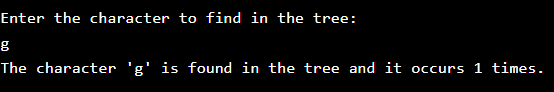 Enter the character to find in the tree:
g
The character 'g' is found in the tree and it occurs 1 times.